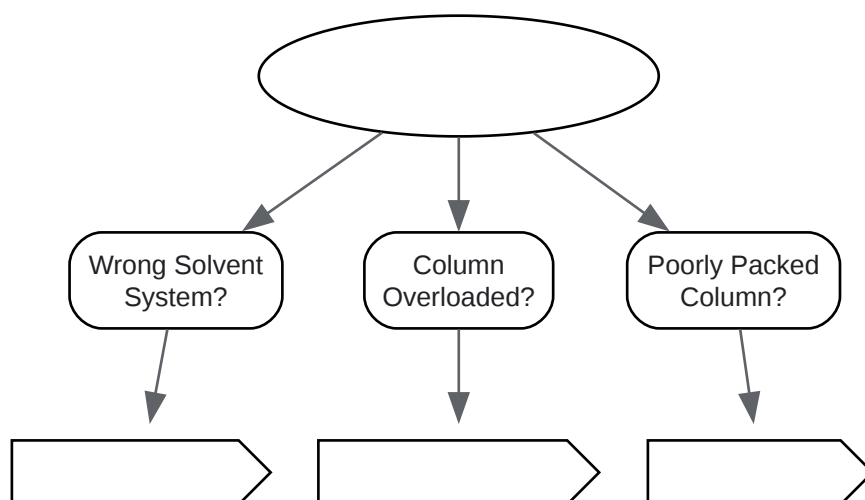 Wrong Solvent
System?
Column
Overloaded?
Poorly Packed
Column?